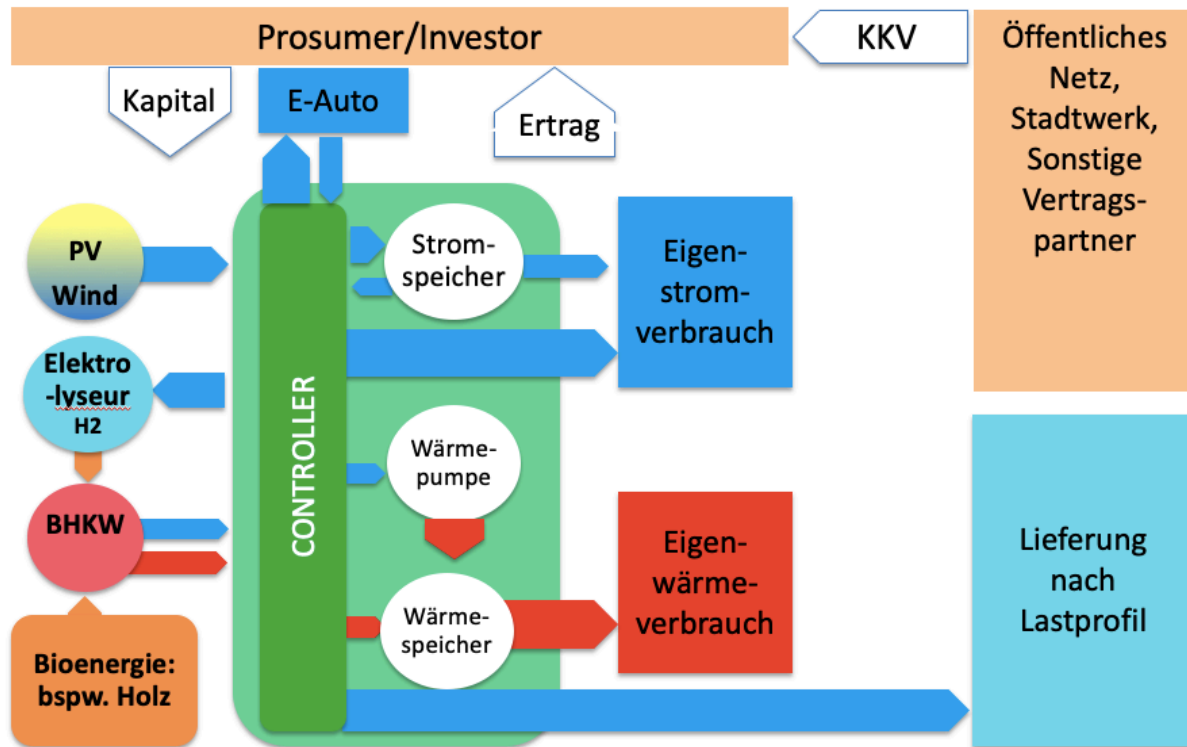 Prosumer/Investor
KKV
Öffentliches
Netz,
Stadtwerk,
Sonstige
Vertrags-
partner
Kapital
E-Auto
Ertrag
PV
Wind
Strom-
speicher
Eigen-
strom-
verbrauch
Elektro
-lyseur
H2
CONTROLLER
Wärme-
pumpe
BHKW
Eigen-
wärme-
verbrauch
Lieferung
nach
Lastprofil
Wärme-
speicher
Bioenergie:
bspw. Holz